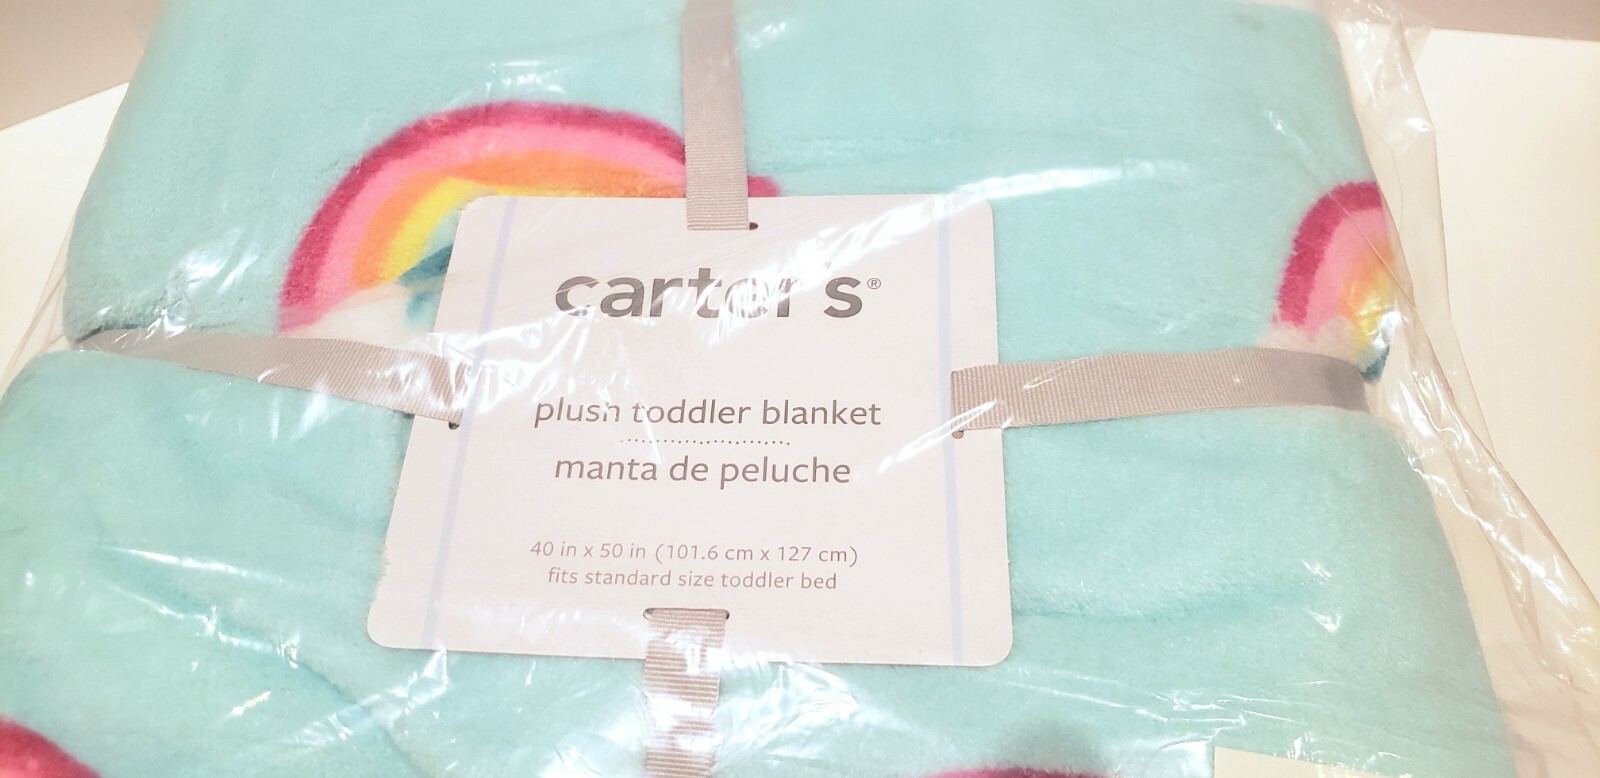 carter's®
plush toddler blanket
manta de peluche
40 in x 50 in (101.6 cm x 127 cm)
fits standard size toddler bed